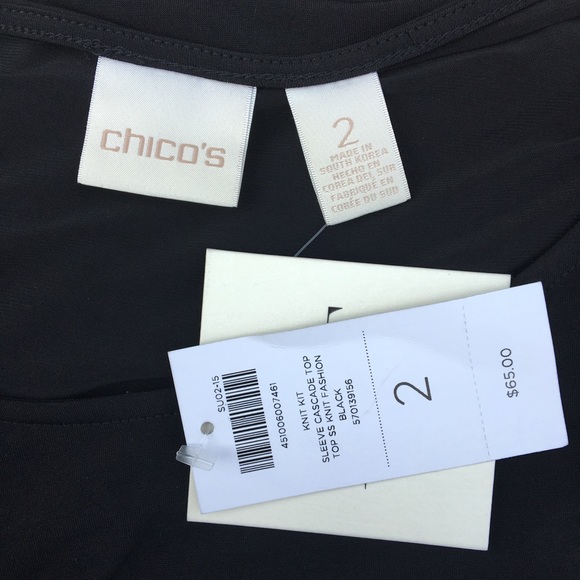 chico's
2
MADE IN
SOUTH KOREA
HECHO EN
COREA DEL SUR
FABRIQUÉ EN
CORÉE DU SUD
SU02-15
451006007461
KNIT KIT
SLEEVE CASCADE TOP
TOP SS KNIT FASHION
BLACK
570139156
2
$65.00